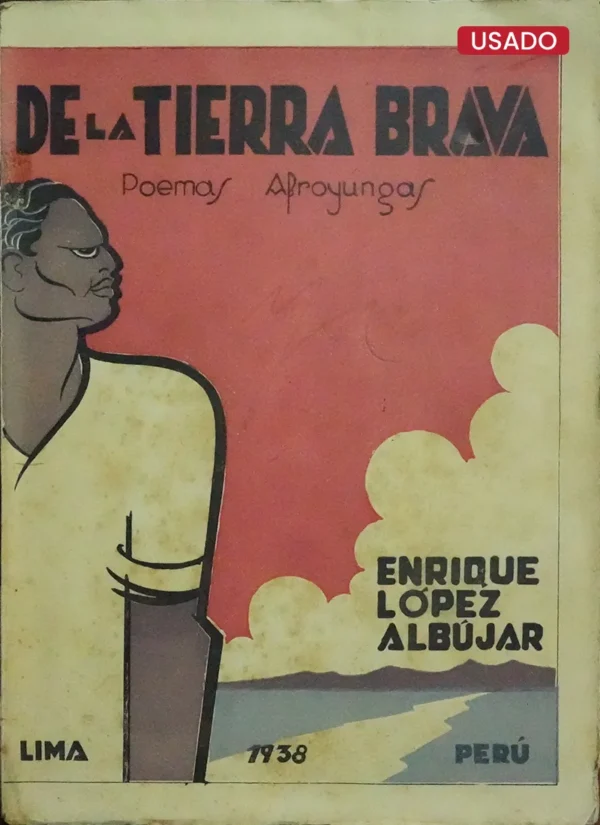 USADO
DE LA TIERRA BRAVA
Poemas Afroyungas
ENRIQUE
LÓPEZ
ALBÚJAR
LIMA 1938 PERÚ